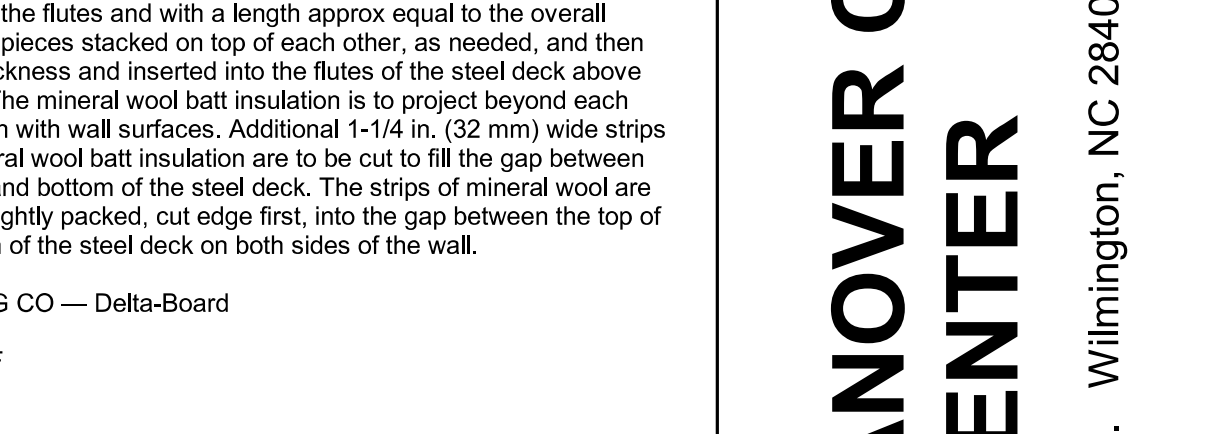 the flutes and with a length approx equal to the overall
pieces stacked on top of each other, as needed, and then
ckness and inserted into the flutes of the steel deck above
The mineral wool batt insulation is to project beyond each
n with wall surfaces. Additional 1-1/4 in. (32 mm) wide strips
ral wool batt insulation are to be cut to fill the gap between
and bottom of the steel deck. The strips of mineral wool are
ghtly packed, cut edge first, into the gap between the top of
of the steel deck on both sides of the wall.
G CO — Delta-Board
ANOVER C
ENTER
. Wilmington, NC 2840